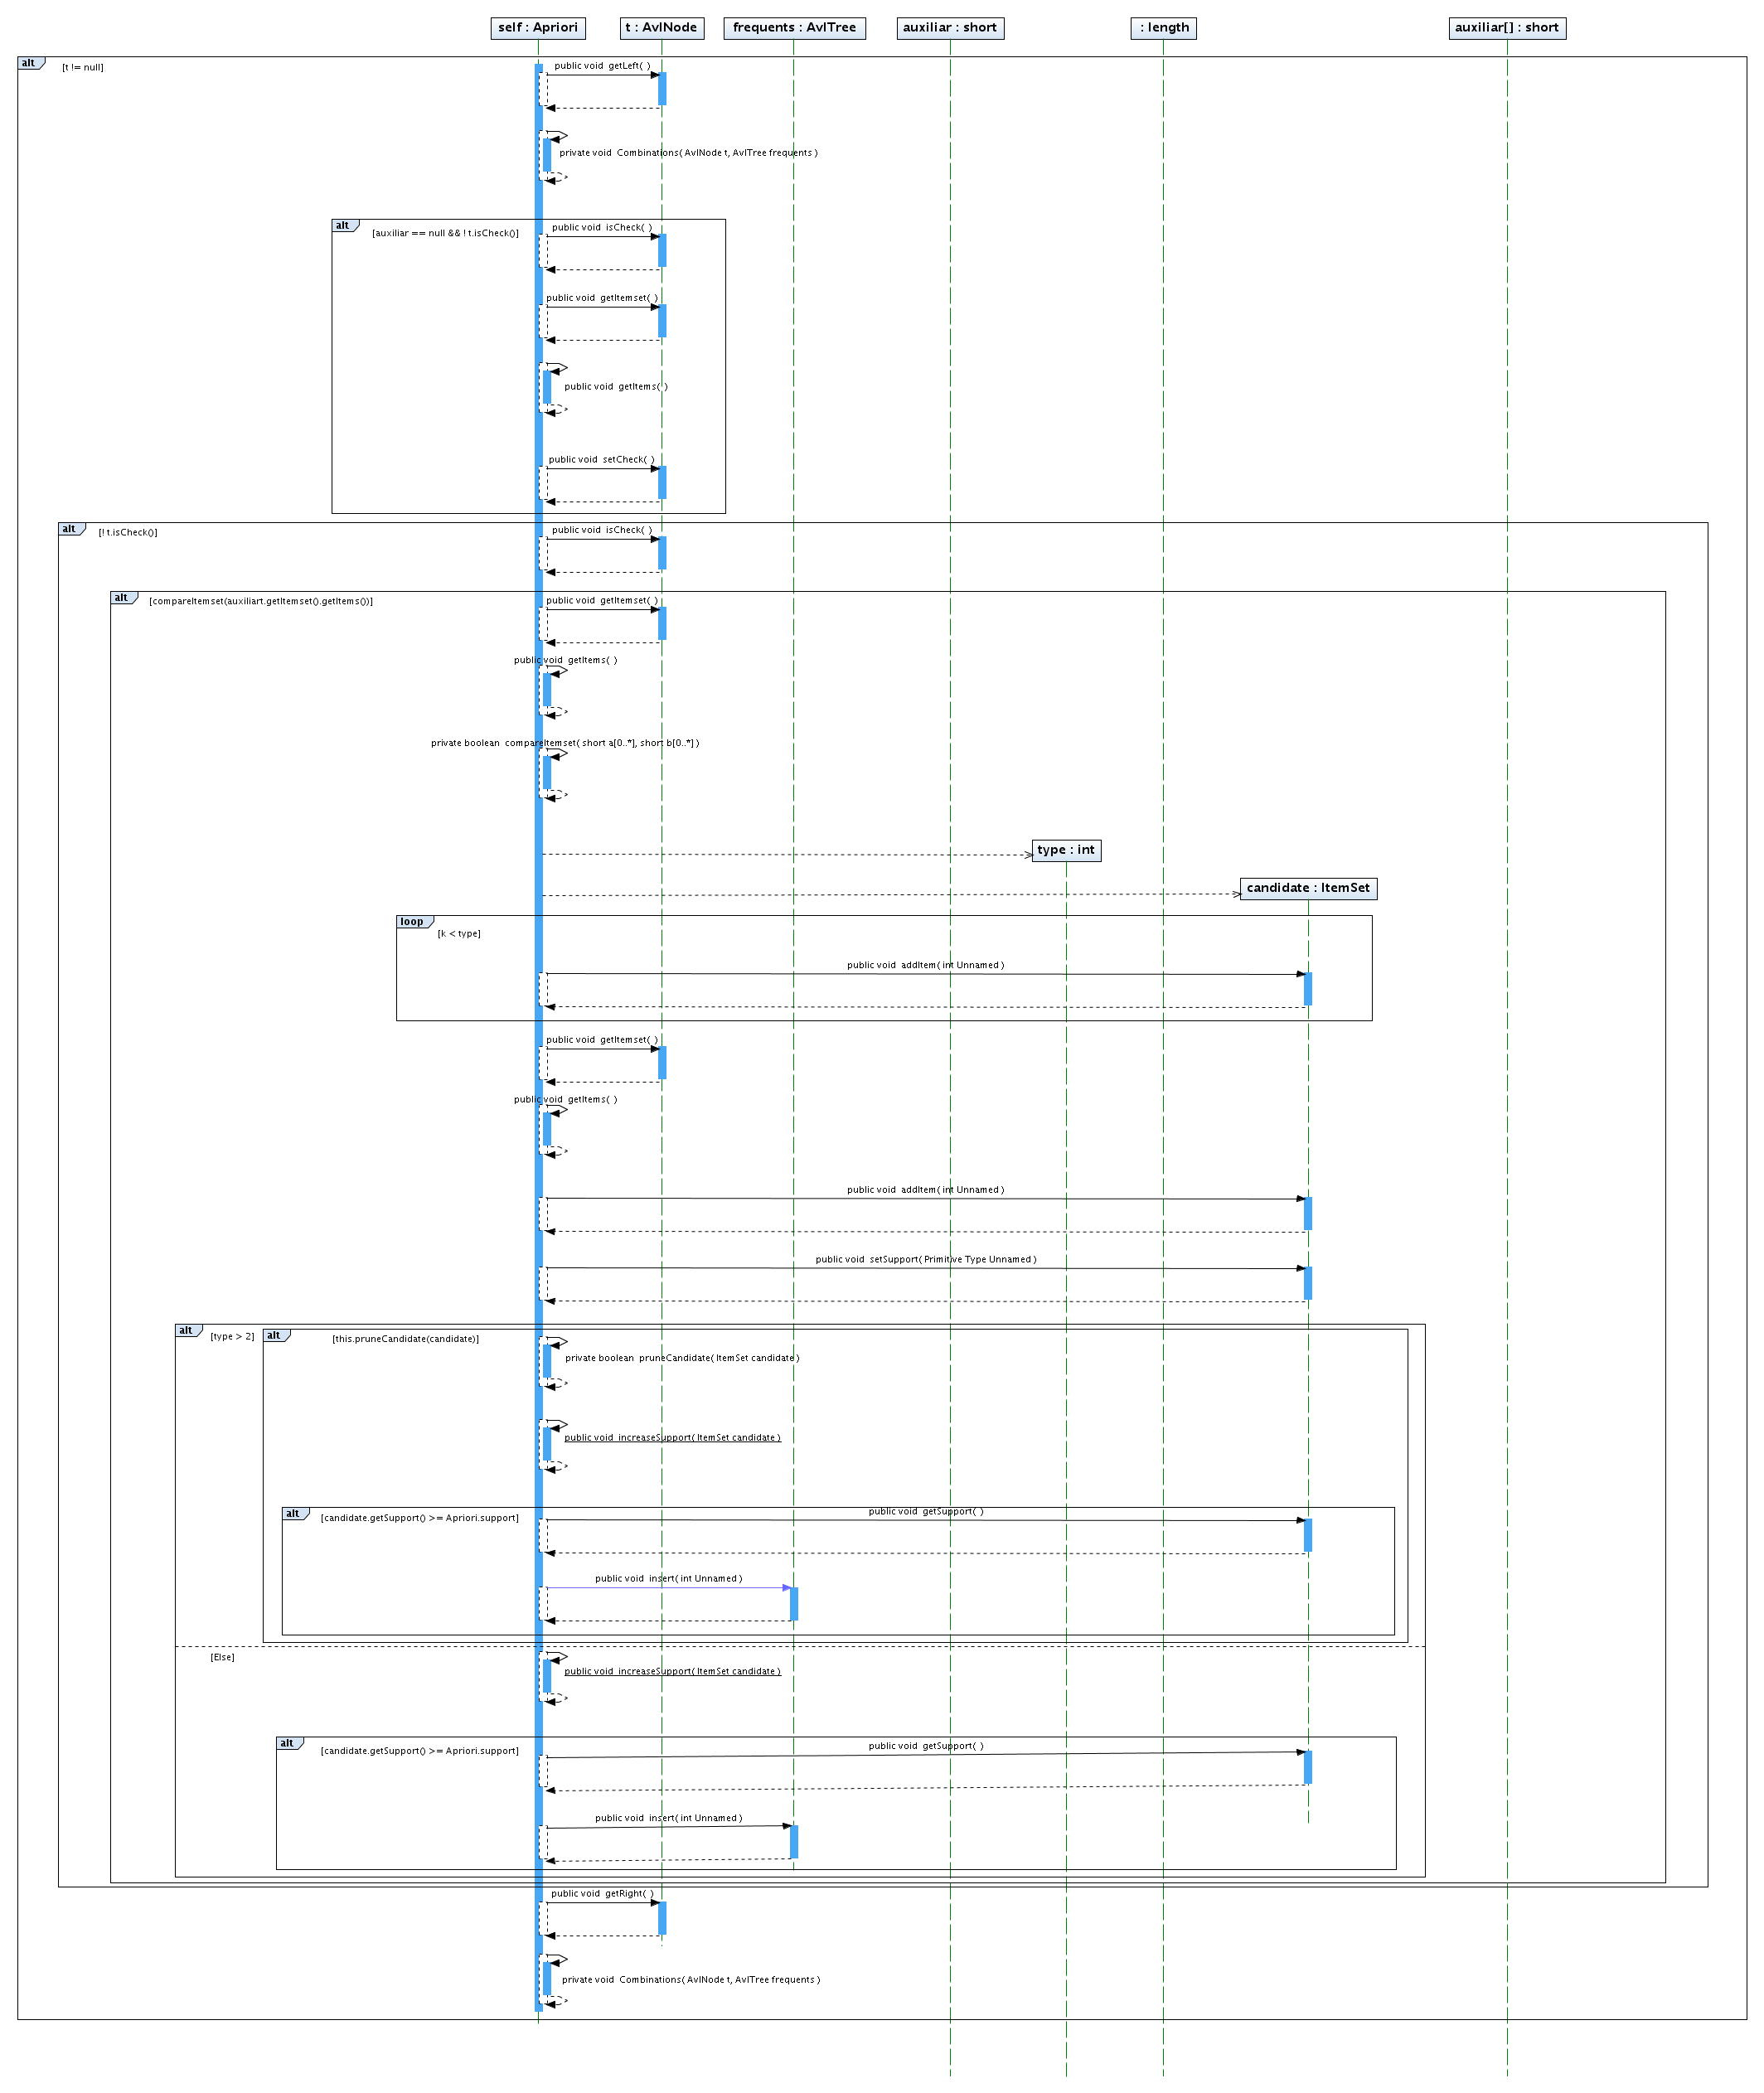 self : Apriori
t : AvlNode
frequents : AvlTree
auxiliar : short
: length
auxiliar[] : short
alt
[t != null]
public void getLeft( )
private void Combinations( AvlNode t, AvlTree frequents )
alt
[auxiliar == null && ! t.isCheck()]
public void isCheck( )
public void getItemset( )
public void getItems( )
public void setCheck( )
alt
[! t.isCheck()]
public void isCheck( )
alt
[compareItemset(auxiliart.getItemset().getItems())]
public void getItemset( )
public void getItems( )
private boolean compareItemset( short a[0..*], short b[0..*] )
type : int
candidate : ItemSet
loop
[k < type]
public void addItem( int Unnamed )
public void getItemset( )
public void getItems( )
public void addItem( int Unnamed )
public void setSupport( Primitive Type Unnamed )
alt
[type > 2]
alt
[this.pruneCandidate(candidate)]
private boolean pruneCandidate( ItemSet candidate )
public void increaseSupport( ItemSet candidate )
alt
[candidate.getSupport() >= Apriori.support]
public void getSupport( )
public void insert( int Unnamed )
[Else]
public void increaseSupport( ItemSet candidate )
alt
[candidate.getSupport() >= Apriori.support]
public void getSupport( )
public void insert( int Unnamed )
public void getRight( )
private void Combinations( AvlNode t, AvlTree frequents )